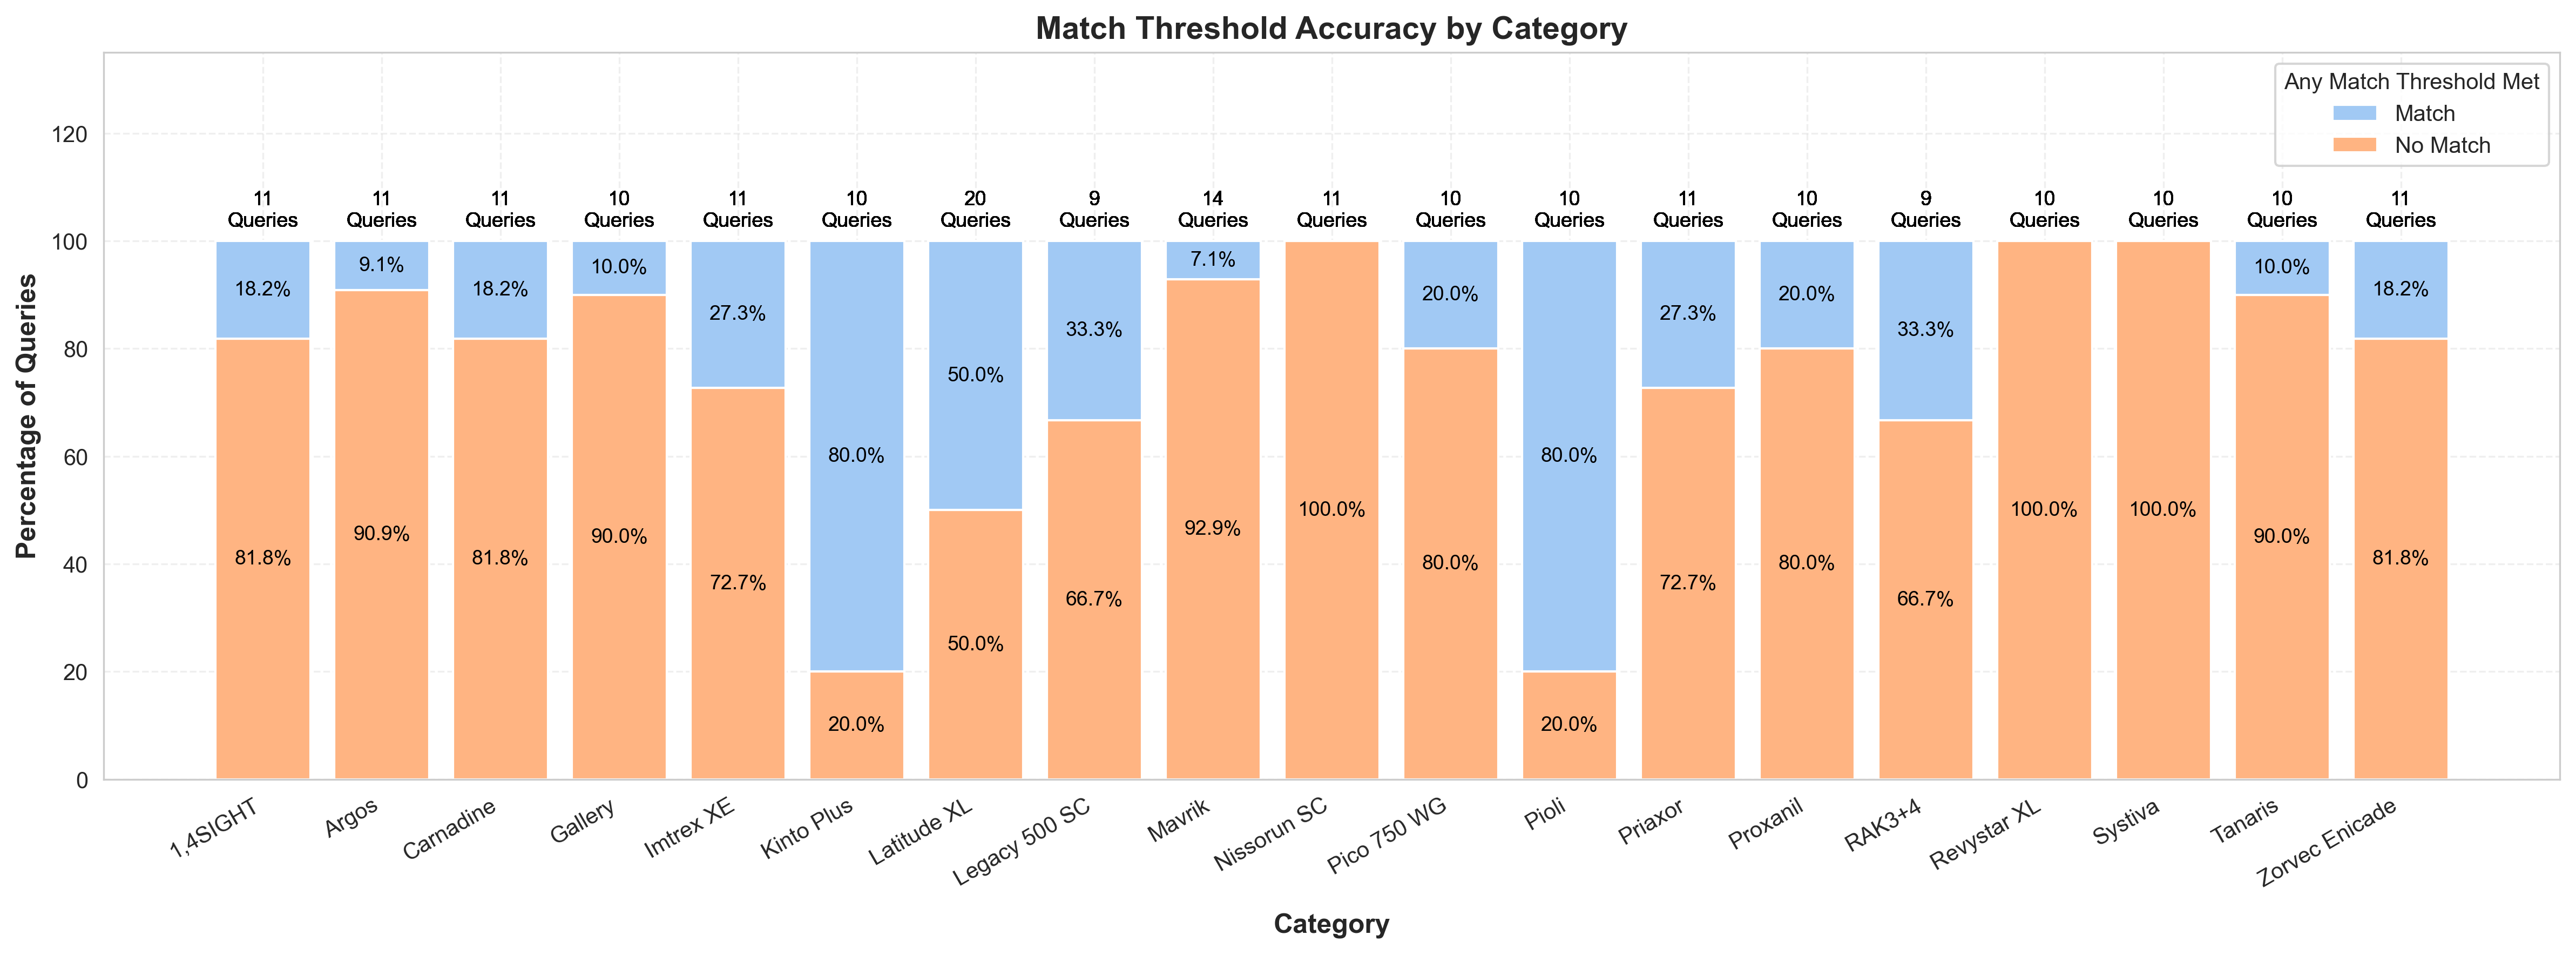 Match Threshold Accuracy by Category
Any Match Threshold Met
Match
No Match
Percentage of Queries
120
100
80
60
40
20
0
11
Queries
11
Queries
11
Queries
10
Queries
11
Queries
10
Queries
20
Queries
9
Queries
14
Queries
11
Queries
10
Queries
10
Queries
11
Queries
10
Queries
9
Queries
10
Queries
10
Queries
10
Queries
11
Queries
18.2%
9.1%
18.2%
10.0%
27.3%
80.0%
50.0%
33.3%
7.1%
20.0%
80.0%
27.3%
20.0%
33.3%
10.0%
18.2%
81.8%
90.9%
81.8%
90.0%
72.7%
20.0%
50.0%
66.7%
92.9%
100.0%
80.0%
20.0%
72.7%
80.0%
66.7%
100.0%
100.0%
90.0%
81.8%
1,4SIGHT
Argos
Carnadine
Gallery
Imtrex XE
Kinto Plus
Latitude XL
Legacy 500 SC
Mavrik
Nissorun SC
Pico 750 WG
Pioli
Priaxor
Proxanil
RAK3+4
Revystar XL
Systiva
Tanaris
Zorvec Enicade
Category